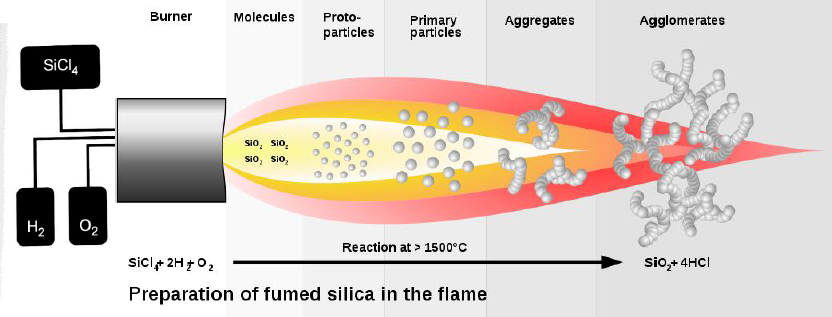 Burner
Molecules
Proto-
particles
Primary
particles
Aggregates
Agglomerates
SiCl4
H2
O2
SiO2 SiO2
SiO2 SiO2
Reaction at > 1500°C
SiCl4+ 2H2+ O2
SiO2+ 4HCl
Preparation of fumed silica in the flame